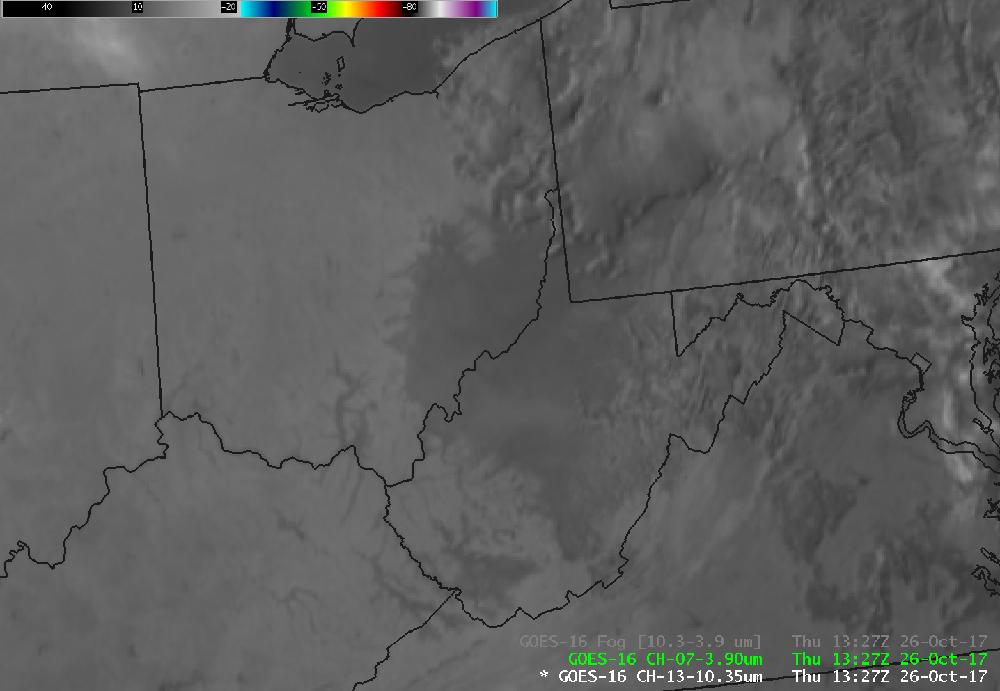 40 10 -20 -50 -80
GOES-16 Fog [10.3-3.9 um] Thu 13:27Z 26-Oct-17
GOES-16 CH-07-3.90um Thu 13:27Z 26-Oct-17
* GOES-16 CH-13-10.35um Thu 13:27Z 26-Oct-17